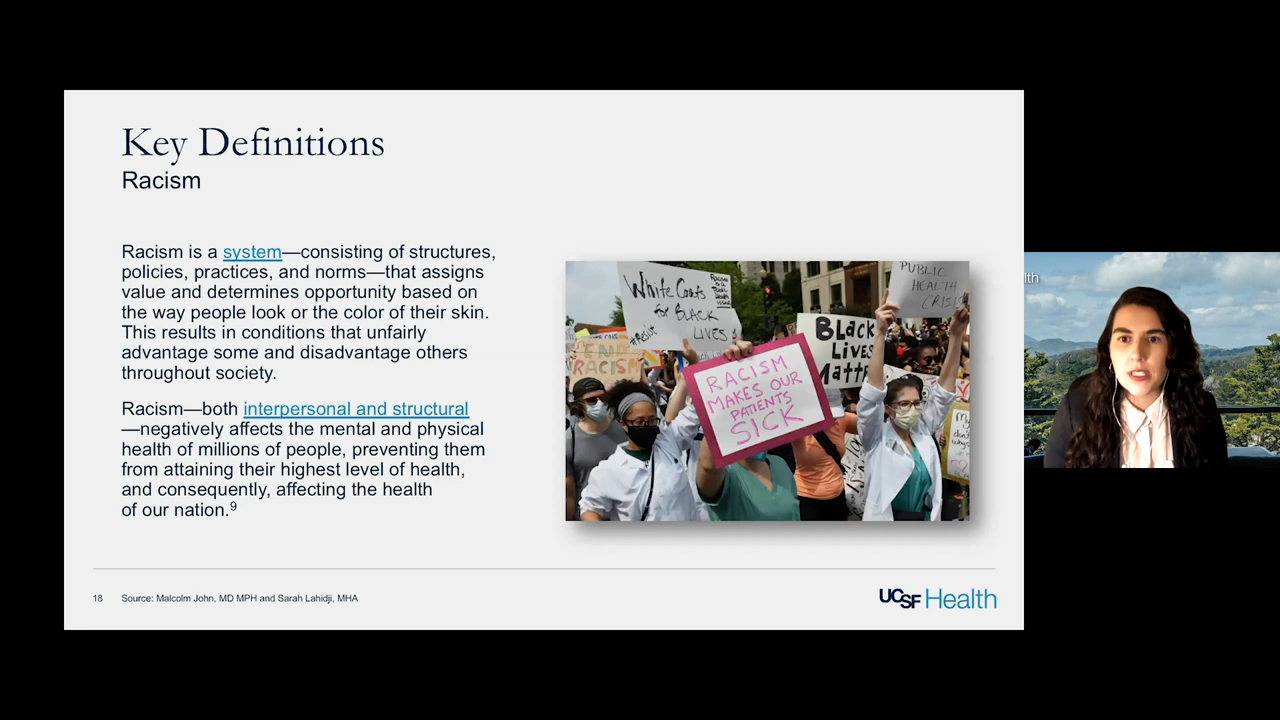 Key Definitions
Racism
Racism is a system—consisting of structures,
policies, practices, and norms—that assigns
value and determines opportunity based on
the way people look or the color of their skin.
This results in conditions that unfairly
advantage some and disadvantage others
throughout society.
Racism—both interpersonal and structural
—negatively affects the mental and physical
health of millions of people, preventing them
from attaining their highest level of health,
and consequently, affecting the health
of our nation.⁹
White Coats
for BLACK
LIVES
#Resist
PUBLIC
HEALTH
CRISIS
Black
Lives
Matter
RACISM
RACISM
MAKES OUR
PATIENTS
SICK
18
Source: Malcolm John, MD MPH and Sarah Lahidji, MHA
UCSF Health
lth